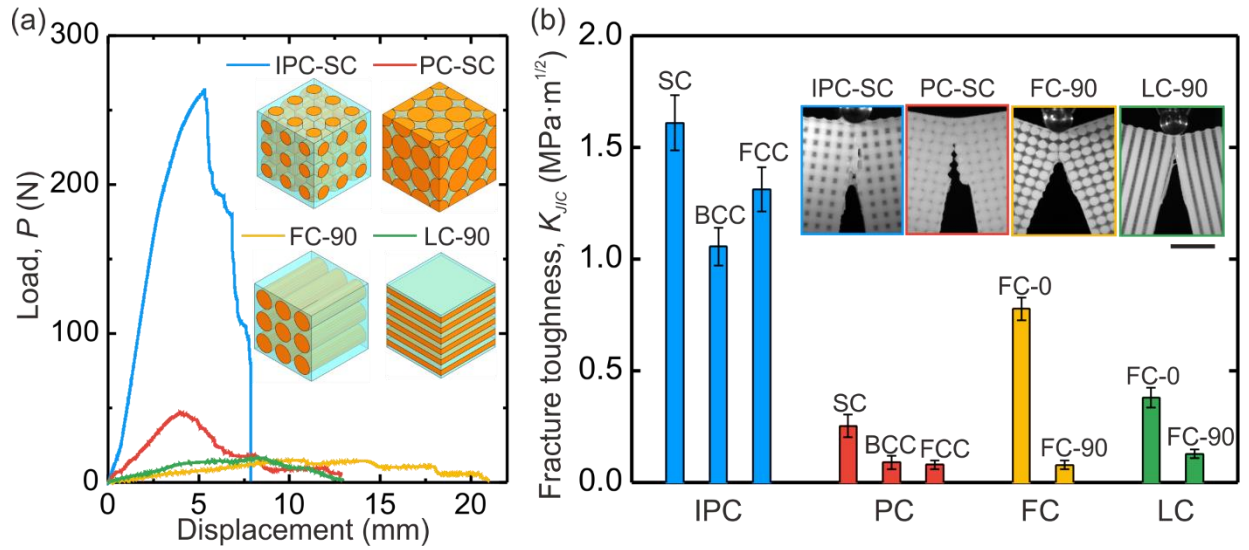 (a)
300
250
200
150
100
50
0
0
5
10
15
20
Load, P (N)
Displacement (mm)
IPC-SC
PC-SC
FC-90
LC-90
(b)
2.0
1.5
1.0
0.5
0.0
Fracture toughness, K_JIC (MPa·m^1/2)
IPC-SC PC-SC FC-90 LC-90
SC
BCC
FCC
SC
BCC
FCC
FC-0
FC-90
FC-0
FC-90
IPC
PC
FC
LC